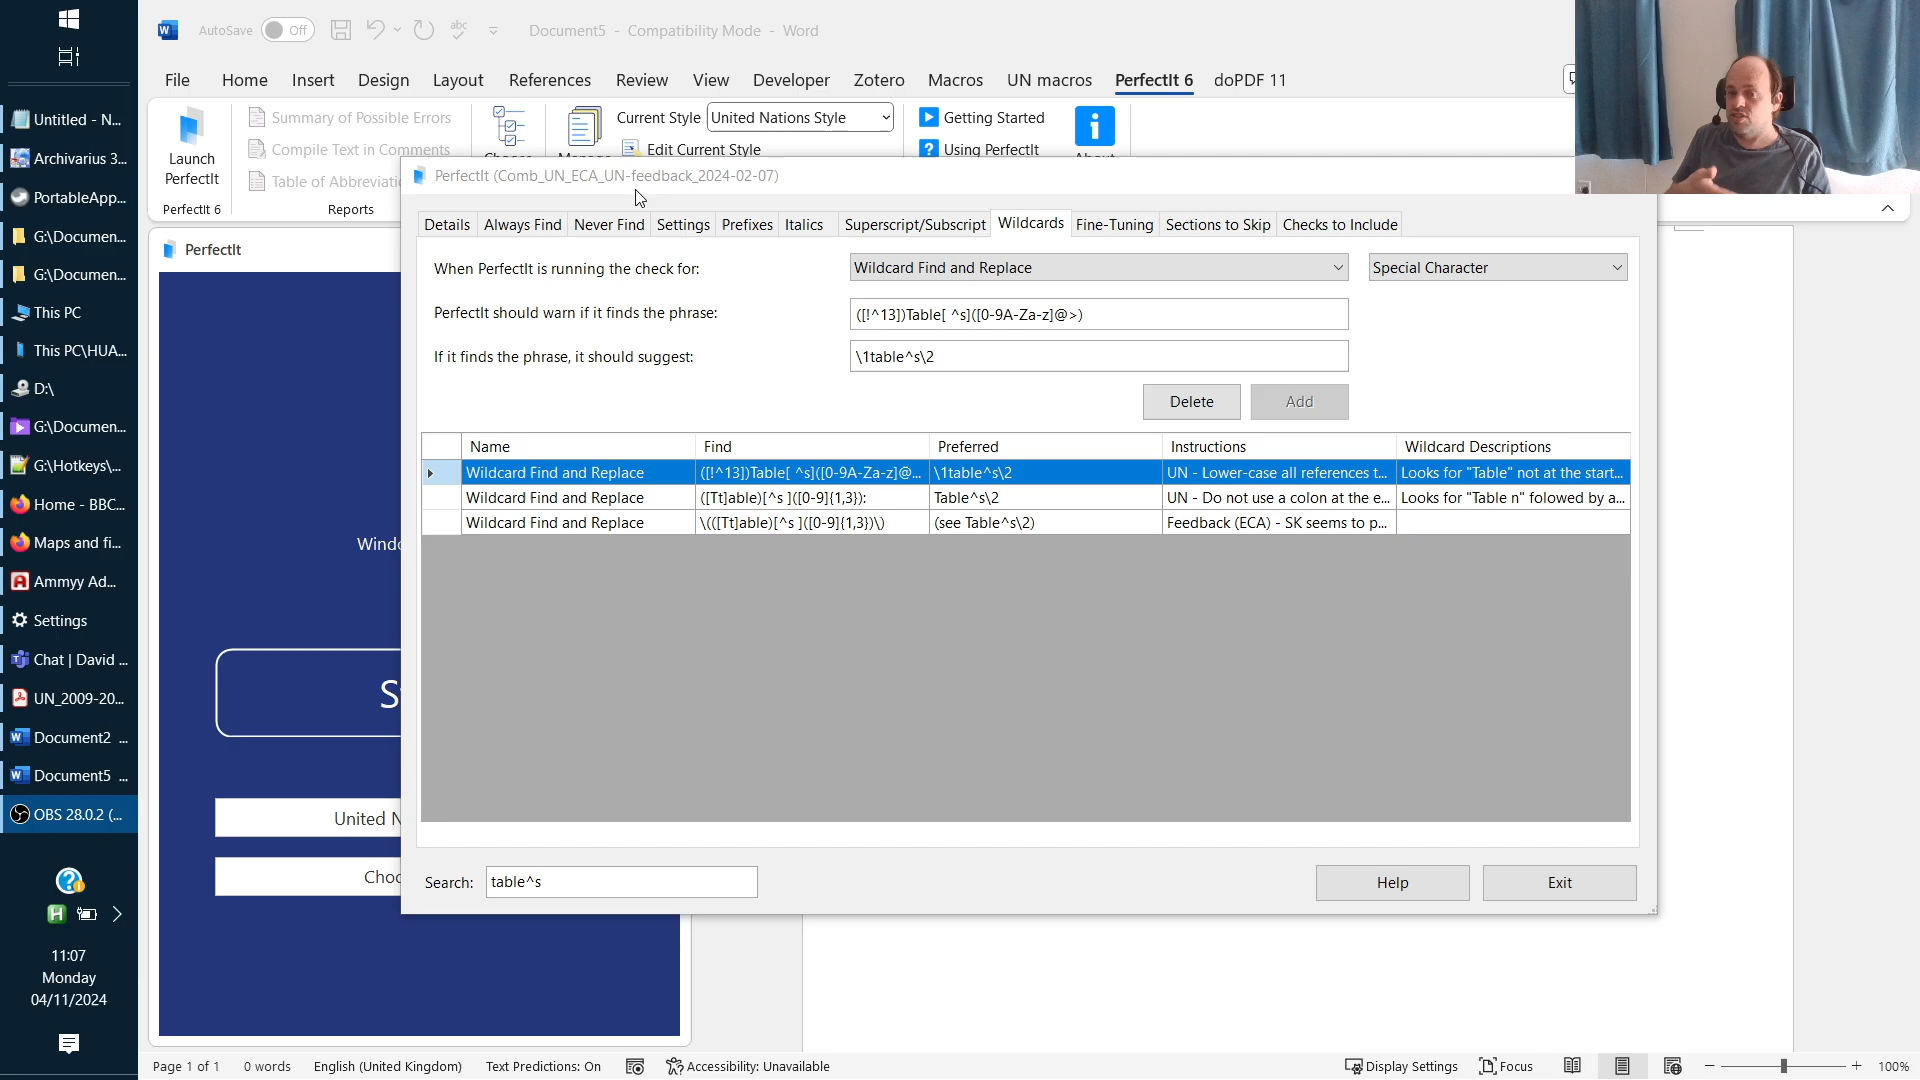 AutoSave Off Document5 - Compatibility Mode - Word
File Home Insert Design Layout References Review View Developer Zotero Macros UN macros PerfectIt 6 doPDF 11
Launch PerfectIt
PerfectIt 6
Summary of Possible Errors
Compile Text in Comments
Table of Abbreviatio
Reports
Current Style United Nations Style
Edit Current Style
Getting Started
Using PerfectIt
About
Untitled - N...
Archivarius 3...
PortableApp...
G:\Documen...
G:\Documen...
This PC
This PC\HUA...
D:\
G:\Documen...
G:\Hotkeys\...
Home - BBC...
Maps and fi...
Ammyy Ad...
Settings
Chat | David ...
UN_2009-20...
Document2 ...
Document5 ...
OBS 28.0.2 (...
11:07
Monday
04/11/2024
PerfectIt
Windo
S
United N
Choo
PerfectIt (Comb_UN_ECA_UN-feedback_2024-02-07)
Details Always Find Never Find Settings Prefixes Italics Superscript/Subscript Wildcards Fine-Tuning Sections to Skip Checks to Include
When PerfectIt is running the check for: Wildcard Find and Replace Special Character
PerfectIt should warn if it finds the phrase: ([!^13])Table[ ^s]([0-9A-Za-z]@>)
If it finds the phrase, it should suggest: \1table^s\2
Delete Add
Name Find Preferred Instructions Wildcard Descriptions
Wildcard Find and Replace ([!^13])Table[ ^s]([0-9A-Za-z]@... \1table^s\2 UN - Lower-case all references t... Looks for "Table" not at the start...
Wildcard Find and Replace ([Tt]able)[^s ]([0-9]{1,3}): Table^s\2 UN - Do not use a colon at the e... Looks for "Table n" folowed by a...
Wildcard Find and Replace \(([Tt]able)[^s ]([0-9]{1,3})\) (see Table^s\2) Feedback (ECA) - SK seems to p...
Search: table^s
Help Exit
Page 1 of 1 0 words English (United Kingdom) Text Predictions: On Accessibility: Unavailable Display Settings Focus 100%